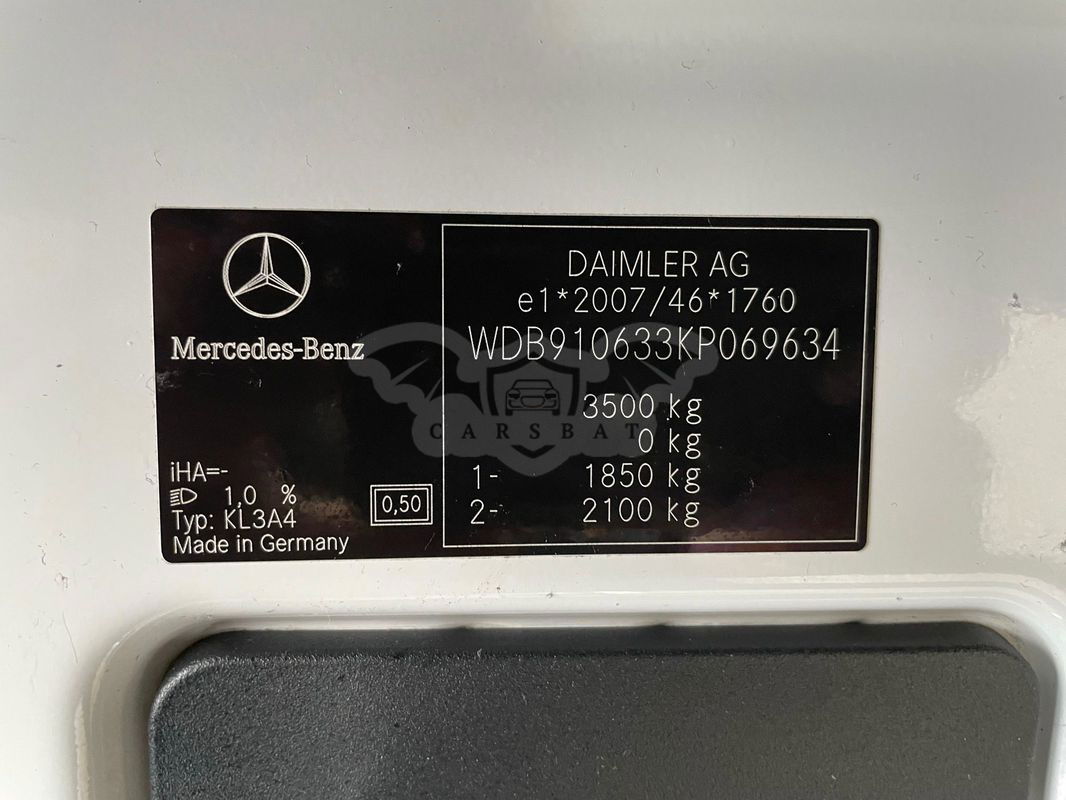 Mercedes-Benz
iHA=-
1,0 %
Typ: KL3A4
Made in Germany
0,50
DAIMLER AG
e1*2007/46*1760
WDB910633KP069634
3500 kg
0 kg
1- 1850 kg
2- 2100 kg
CARSBAT